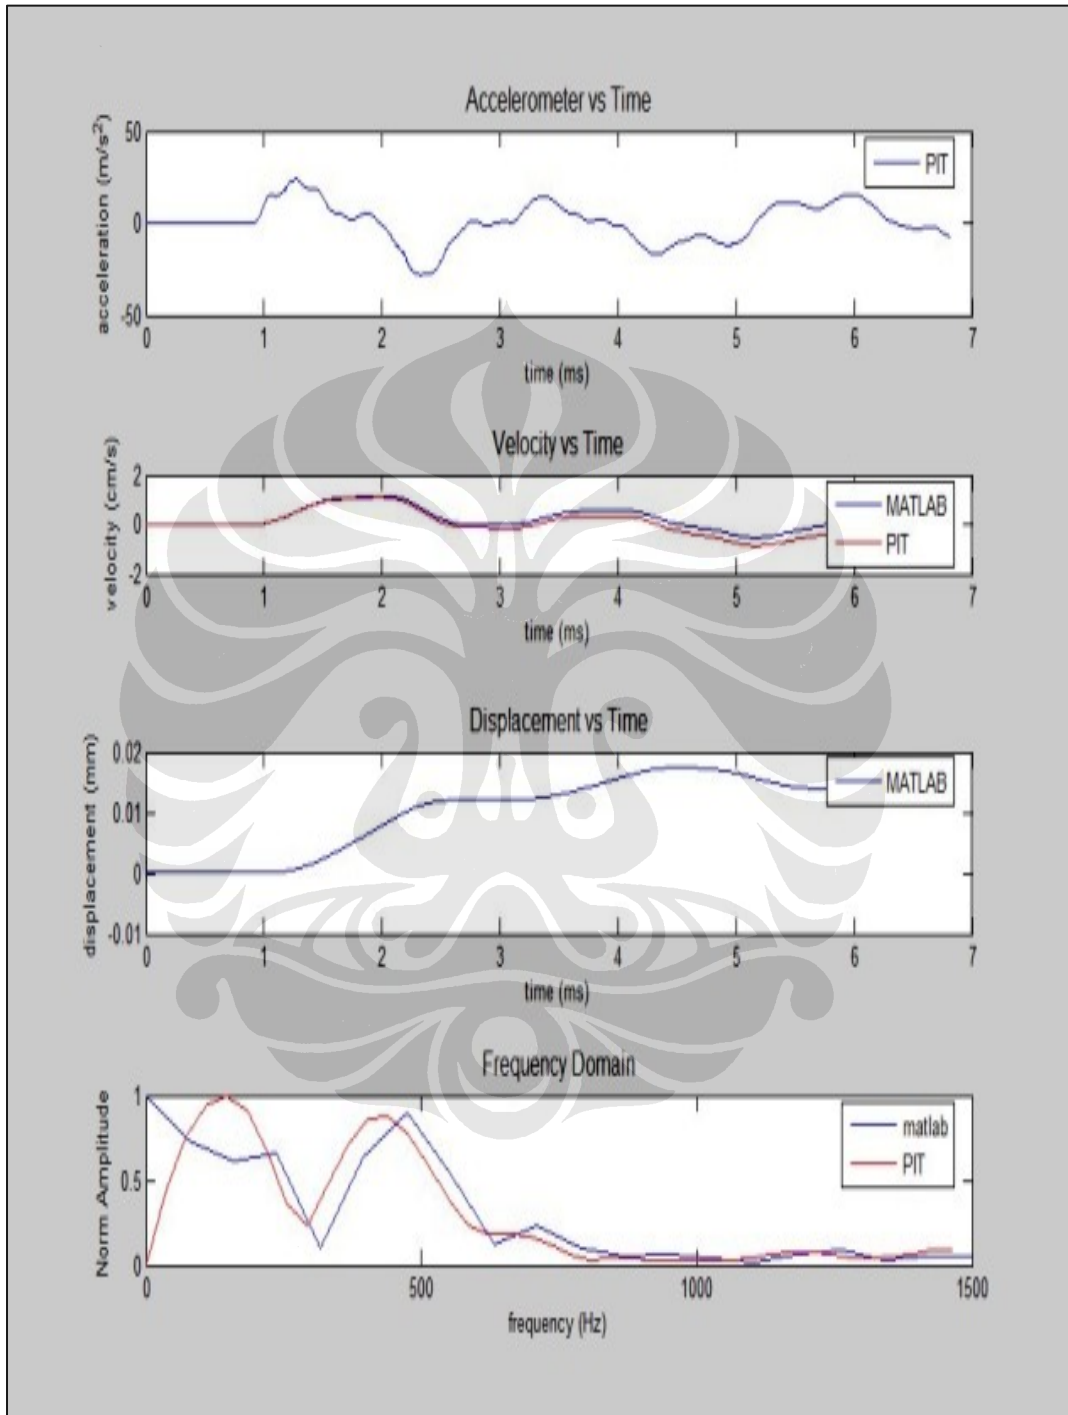 Accelerometer vs Time
acceleration (m/s²)
50
0
-50
PIT
0 1 2 3 4 5 6 7
time (ms)
Velocity vs Time
velocity (cm/s)
2
0
-2
MATLAB
PIT
0 1 2 3 4 5 6 7
time (ms)
Displacement vs Time
displacement (mm)
0.02
0.01
0
-0.01
MATLAB
0 1 2 3 4 5 6 7
time (ms)
Frequency Domain
Norm Amplitude
1
0.5
0
matlab
PIT
0 500 1000 1500
frequency (Hz)